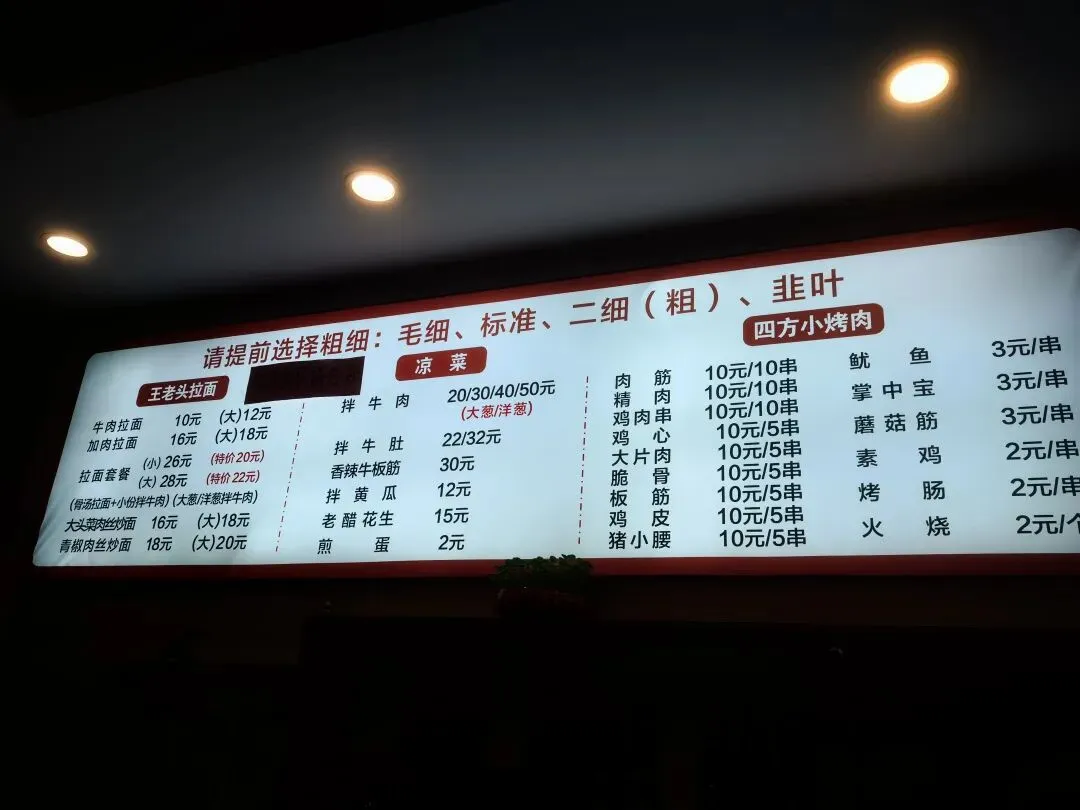 请提前选择粗细：毛细、标准、二细（粗）、韭叶
王老头拉面
牛肉拉面 10元 (大)12元
加肉拉面 16元 (大)18元
拉面套餐 (小) 26元 (特价20元)
(大) 28元 (特价 22元)
(骨汤拉面+小份拌牛肉) (大葱/洋葱拌牛肉)
大头菜肉丝炒面 16元 (大)18元
青椒肉丝炒面 18元 (大)20元
凉菜
拌牛肉 20/30/40/50元
(大葱/洋葱)
拌牛肚 22/32元
香辣牛板筋 30元
拌黄瓜 12元
老醋花生 15元
煎蛋 2元
四方小烤肉
肉筋 10元/10串
精肉 10元/10串
鸡肉串 10元/10串
鸡心 10元/5串
大片肉 10元/5串
脆骨 10元/5串
板筋 10元/5串
鸡皮 10元/5串
猪小腰 10元/5串
鱿鱼 3元/串
掌中宝 3元/串
蘑菇筋 3元/串
素鸡 2元/串
烤肠 2元/串
火烧 2元/个